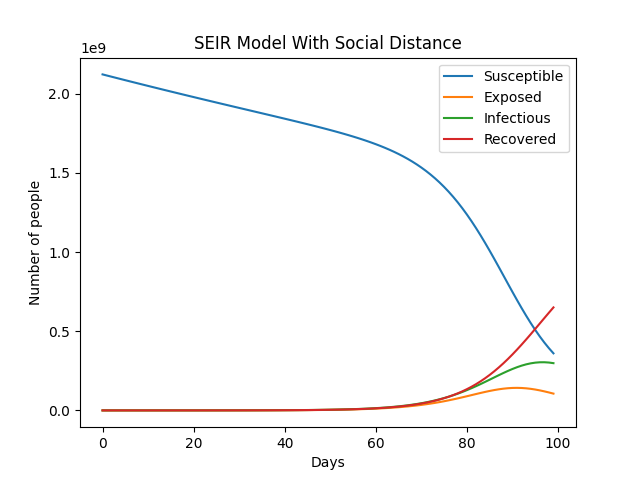 SEIR Model With Social Distance
1e9
Susceptible
Exposed
Infectious
Recovered
2.0
1.5
1.0
0.5
0.0
Number of people
0 20 40 60 80 100
Days